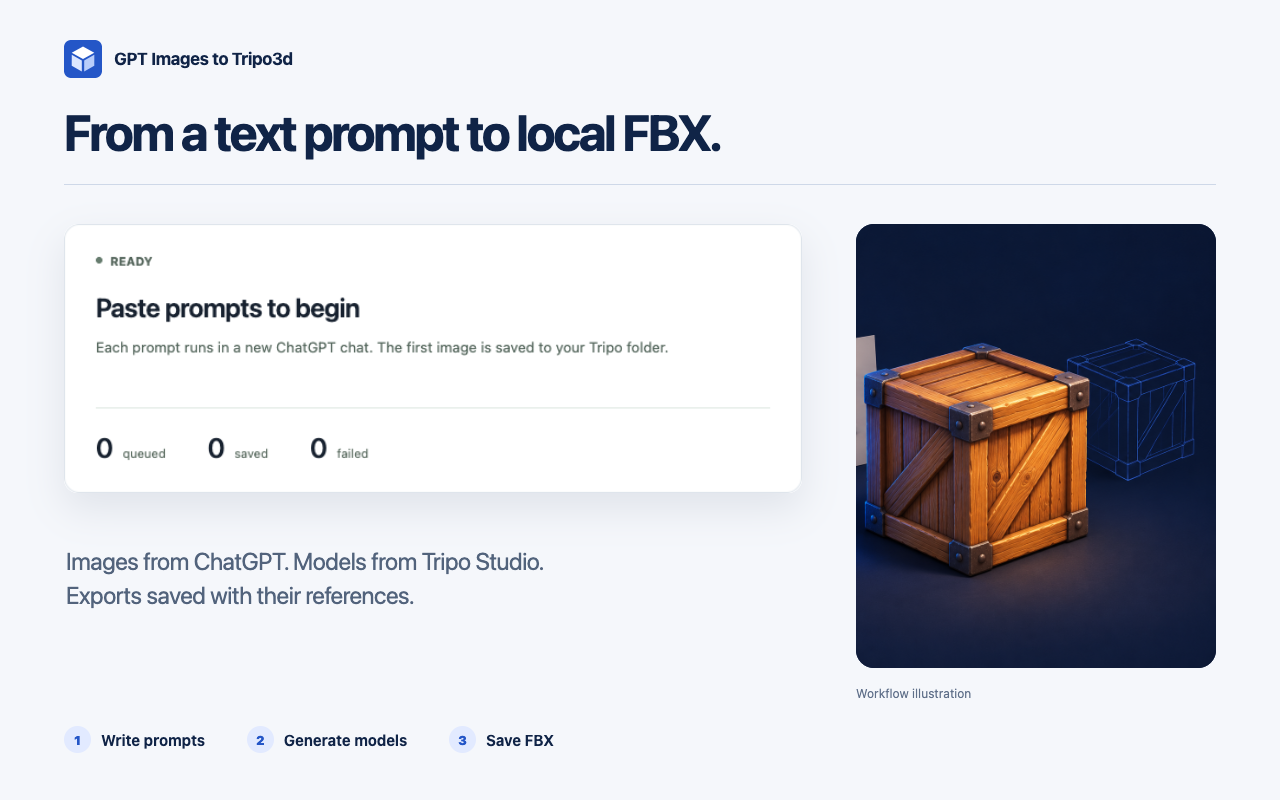 GPT Images to Tripo3d
From a text prompt to local FBX.
READY
Paste prompts to begin
Each prompt runs in a new ChatGPT chat. The first image is saved to your Tripo folder.
0 queued 0 saved 0 failed
Images from ChatGPT. Models from Tripo Studio.
Exports saved with their references.
Workflow illustration
1 Write prompts 2 Generate models 3 Save FBX